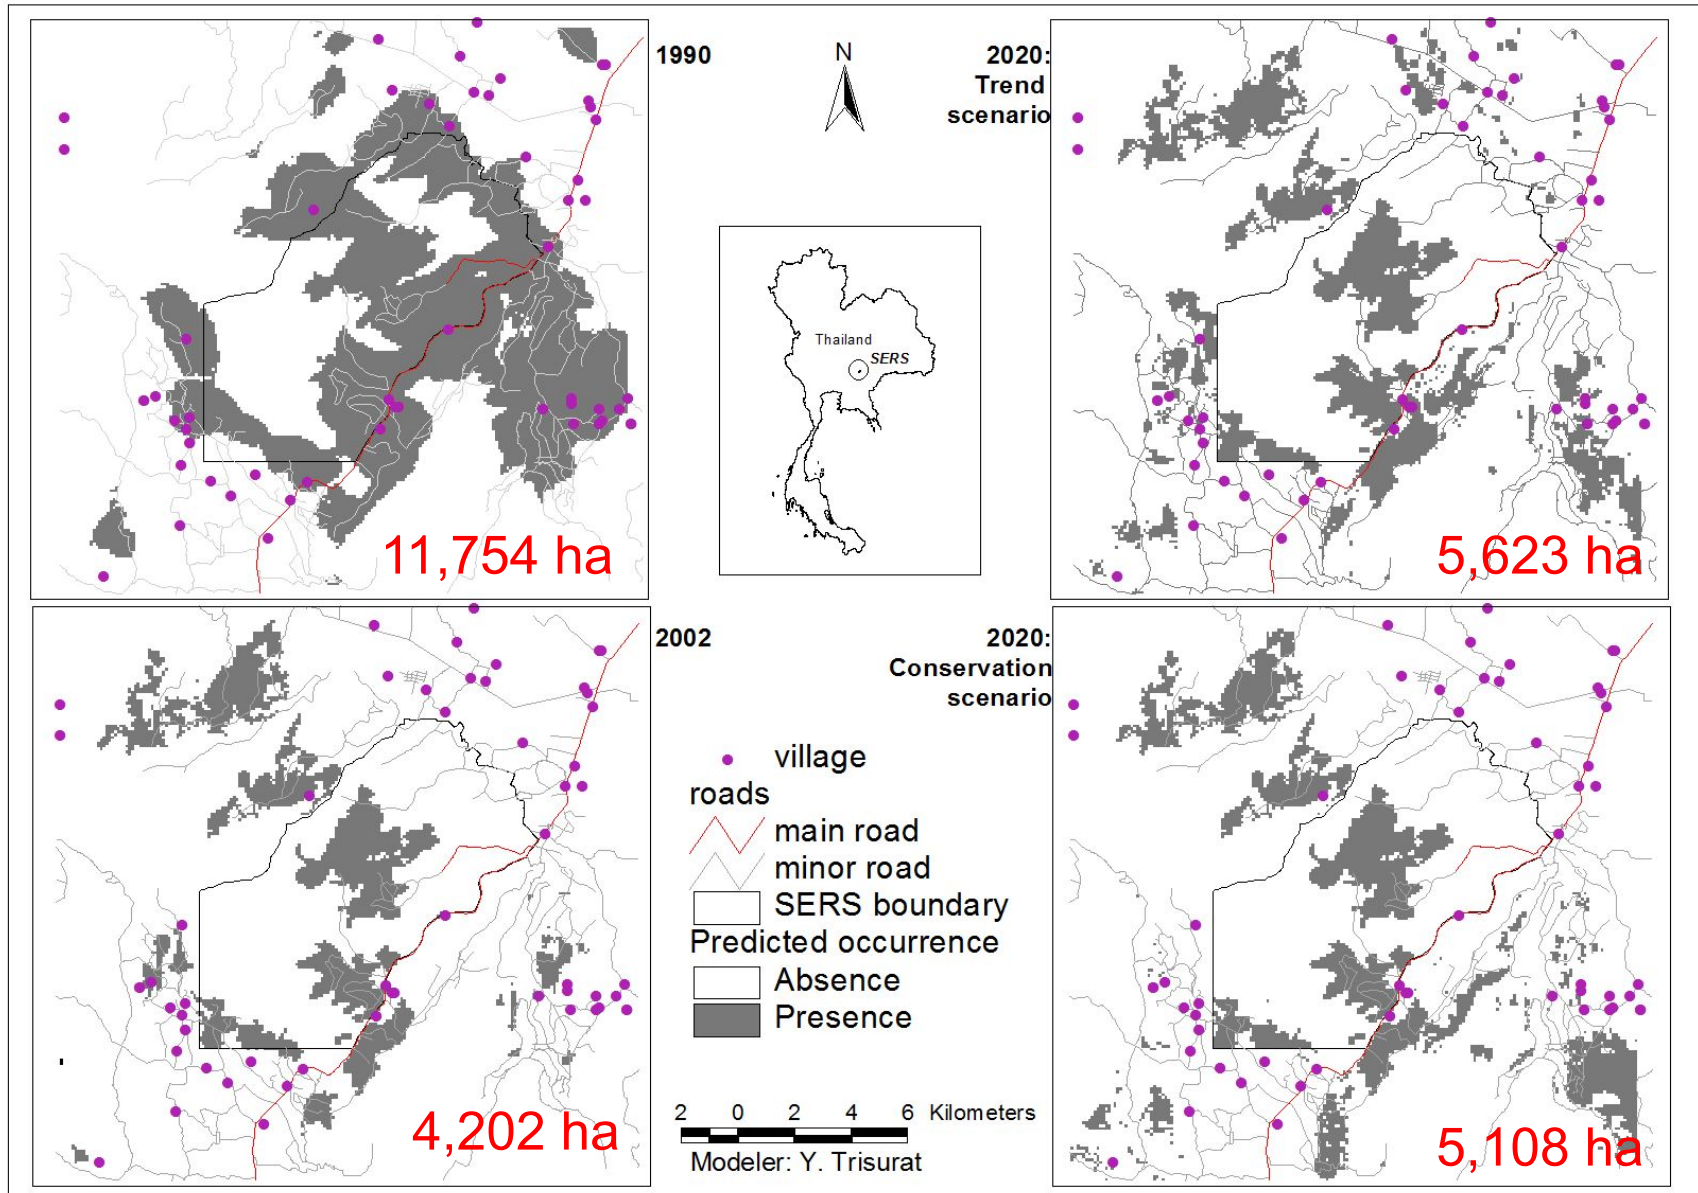 1990
N
2020:
Trend
scenario
Thailand
SERS
11,754 ha
5,623 ha
2002
2020:
Conservation
scenario
village
roads
main road
minor road
SERS boundary
Predicted occurrence
Absence
Presence
2 0 2 4 6 Kilometers
Modeler: Y. Trisurat
4,202 ha
5,108 ha